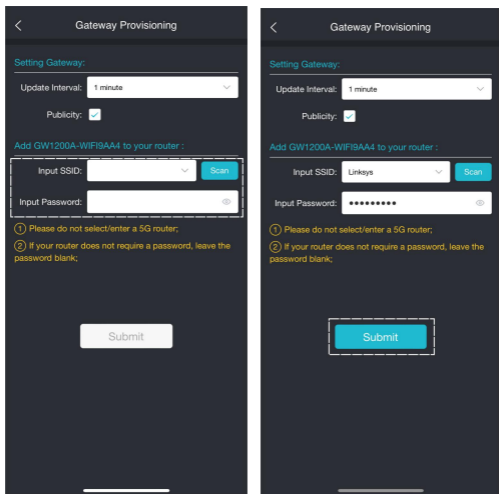 Gateway Provisioning
Setting Gateway:
Update Interval: 1 minute
Publicity:
Add GW1200A-WIFI9AA4 to your router :
Input SSID: Scan
Input Password:
① Please do not select/enter a 5G router;
② If your router does not require a password, leave the
password blank;
Submit
Gateway Provisioning
Setting Gateway:
Update Interval: 1 minute
Publicity:
Add GW1200A-WIFI9AA4 to your router :
Input SSID: Linksys Scan
Input Password: •••••••••
① Please do not select/enter a 5G router;
② If your router does not require a password, leave the
password blank;
Submit